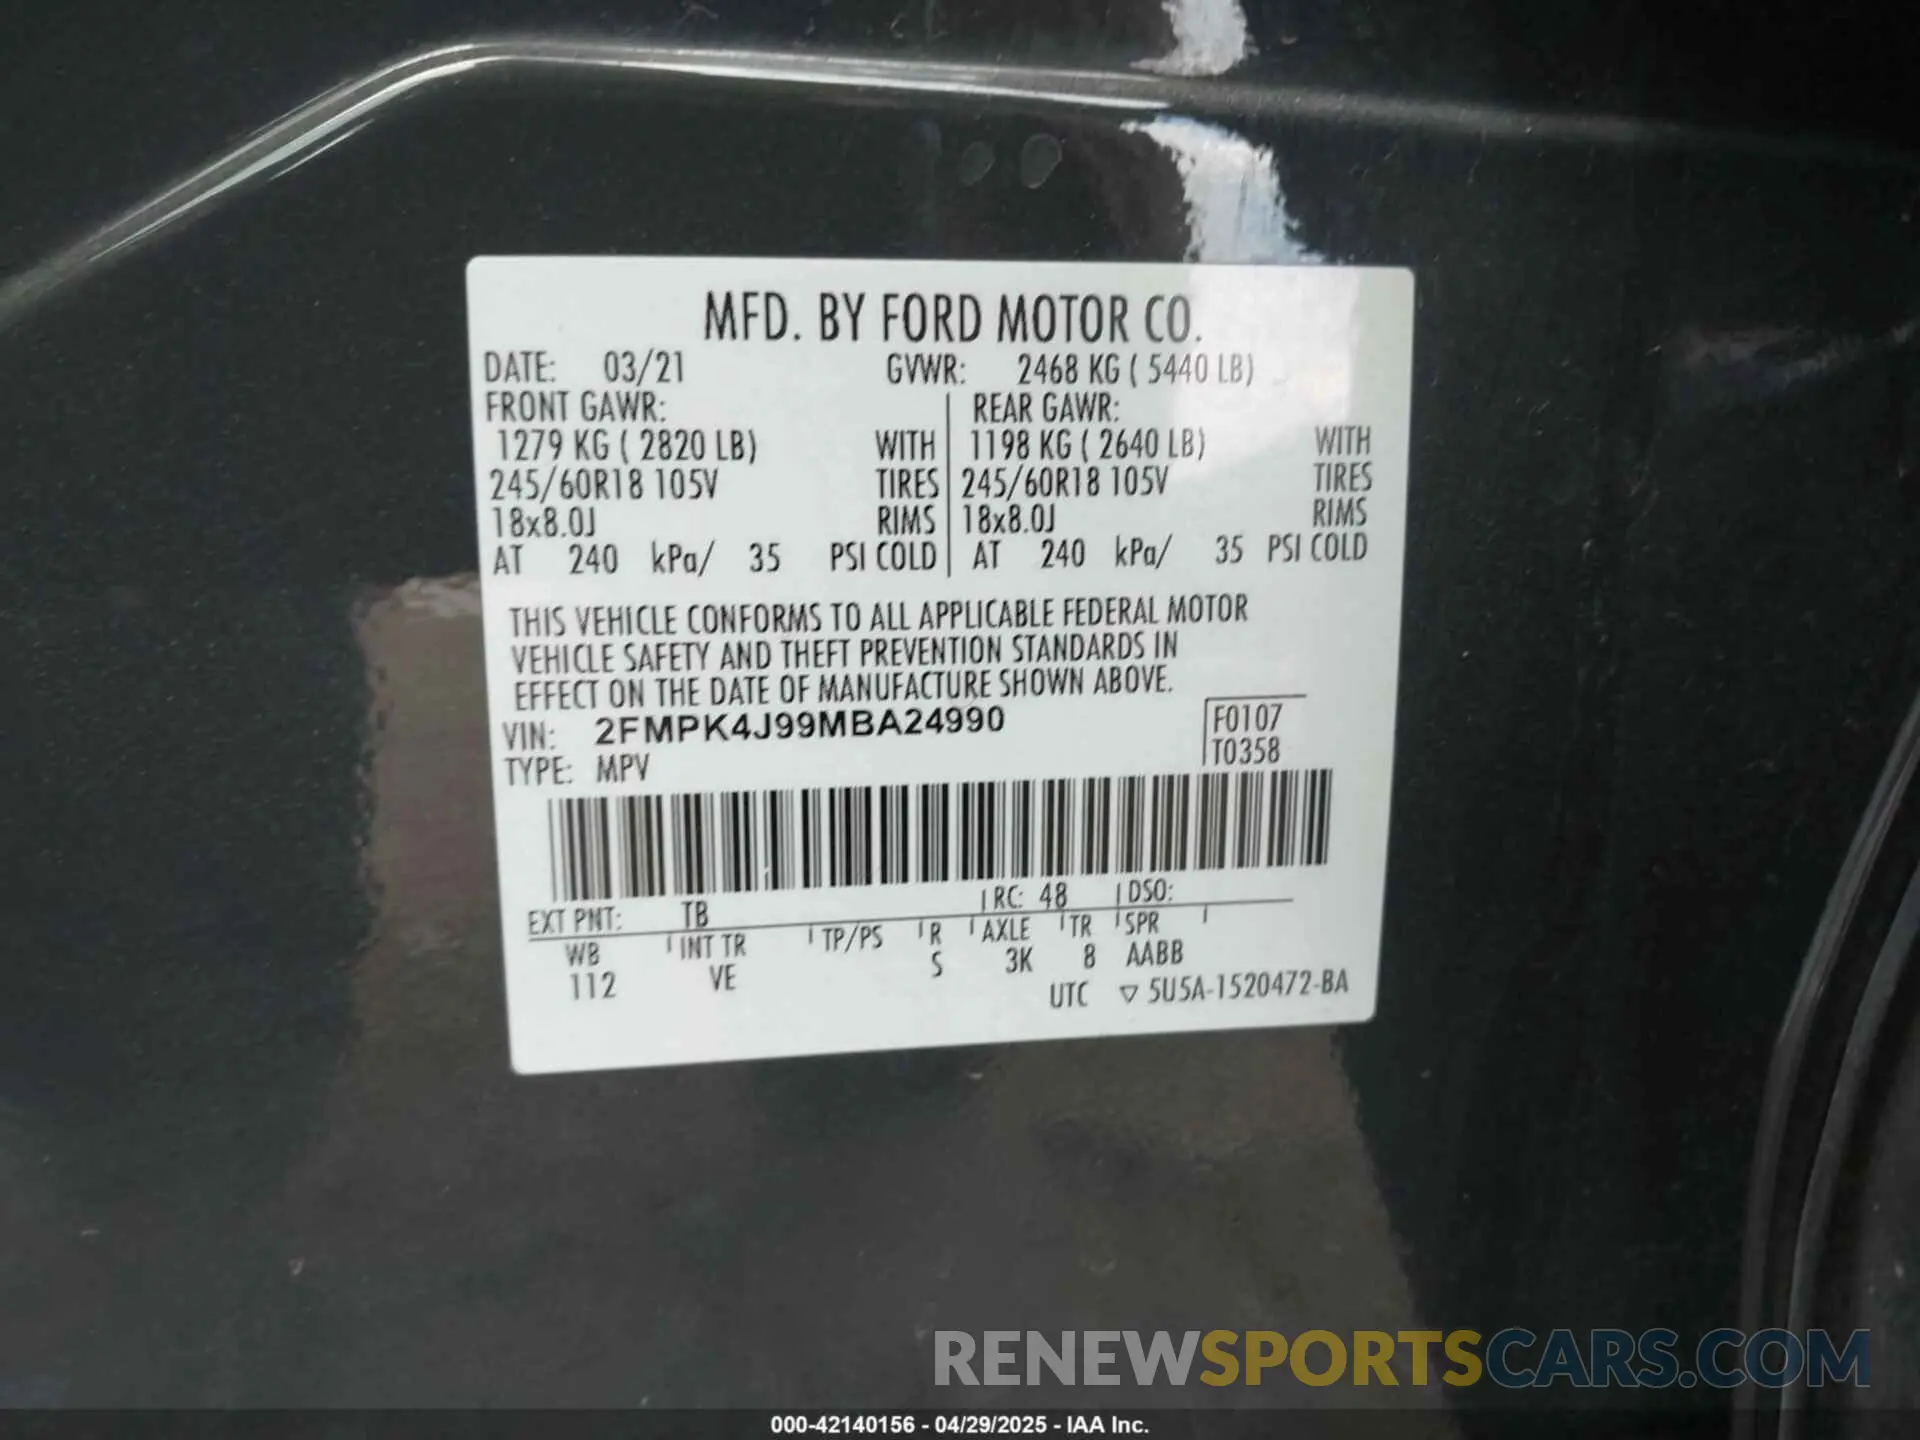 MFD. BY FORD MOTOR CO.
DATE: 03/21 GVWR: 2468 KG ( 5440 LB)
FRONT GAWR: REAR GAWR:
1279 KG ( 2820 LB) WITH 1198 KG ( 2640 LB) WITH
245/60R18 105V TIRES 245/60R18 105V TIRES
18x8.0J RIMS 18x8.0J RIMS
AT 240 kPa/ 35 PSI COLD AT 240 kPa/ 35 PSI COLD
THIS VEHICLE CONFORMS TO ALL APPLICABLE FEDERAL MOTOR
VEHICLE SAFETY AND THEFT PREVENTION STANDARDS IN
EFFECT ON THE DATE OF MANUFACTURE SHOWN ABOVE.
VIN: 2FMPK4J99MBA24990 F0107
TYPE: MPV T0358
EXT PNT: TB RC: 48 DSO:
WB INT TR TP/PS R AXLE TR SPR
112 VE S 3K 8 AABB
UTC ▽ 5U5A-1520472-BA
RENEWSPORTSCARS.COM
000-42140156 - 04/29/2025 - IAA Inc.